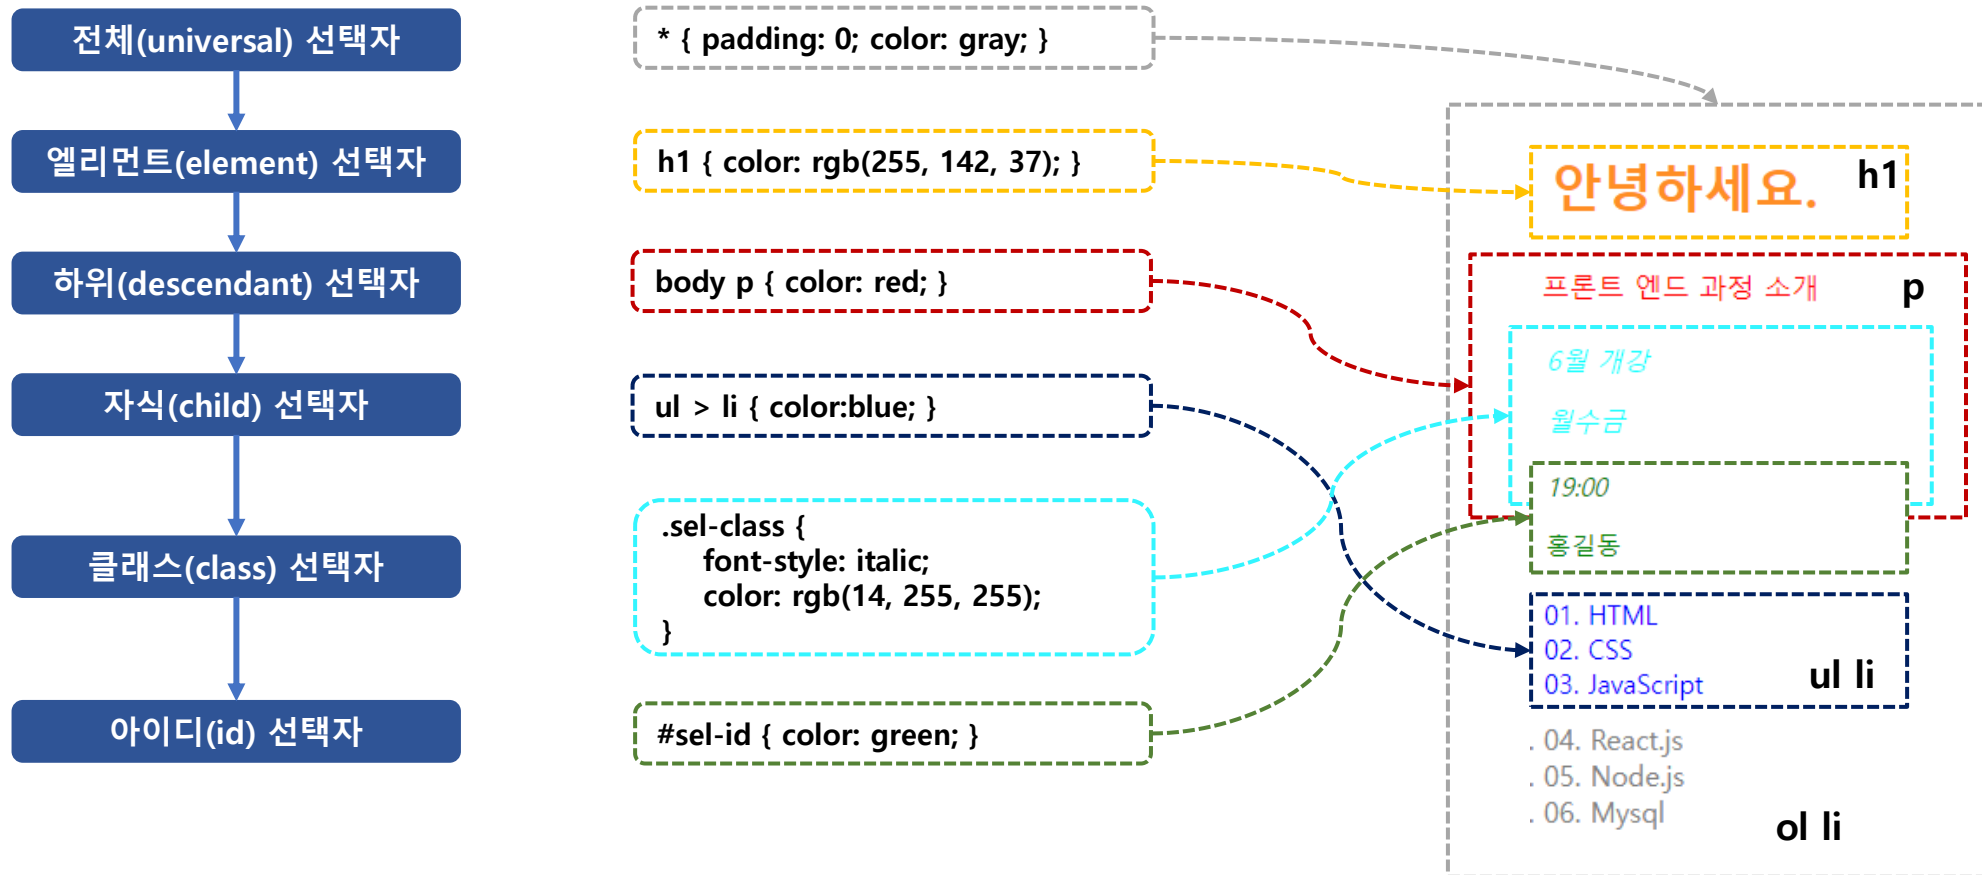 전체(universal) 선택자
엘리먼트(element) 선택자
하위(descendant) 선택자
자식(child) 선택자
클래스(class) 선택자
아이디(id) 선택자
* { padding: 0; color: gray; }
h1 { color: rgb(255, 142, 37); }
body p { color: red; }
ul > li { color:blue; }
.sel-class {
font-style: italic;
color: rgb(14, 255, 255);
}
#sel-id { color: green; }
안녕하세요. h1
프론트 엔드 과정 소개 p
6월 개강
월수금
19:00
홍길동
01. HTML
02. CSS
03. JavaScript ul li
. 04. React.js
. 05. Node.js
. 06. Mysql
ol li